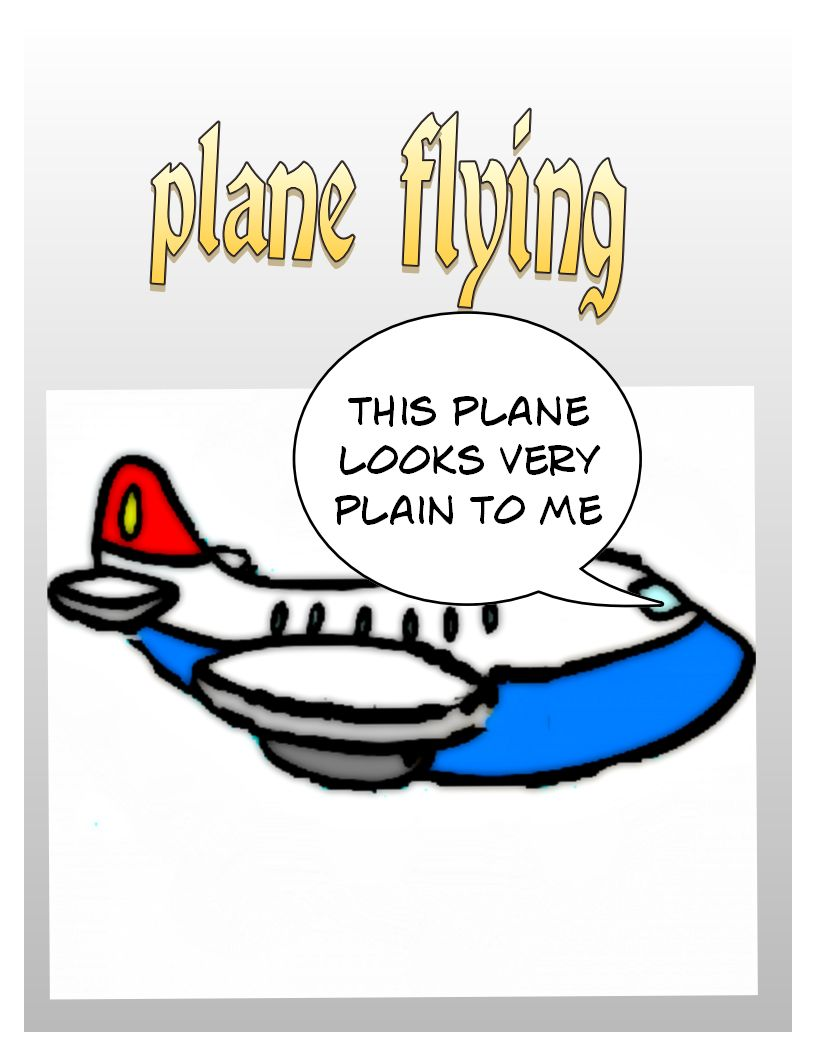 plane flying
THIS PLANE
LOOKS VERY
PLAIN TO ME